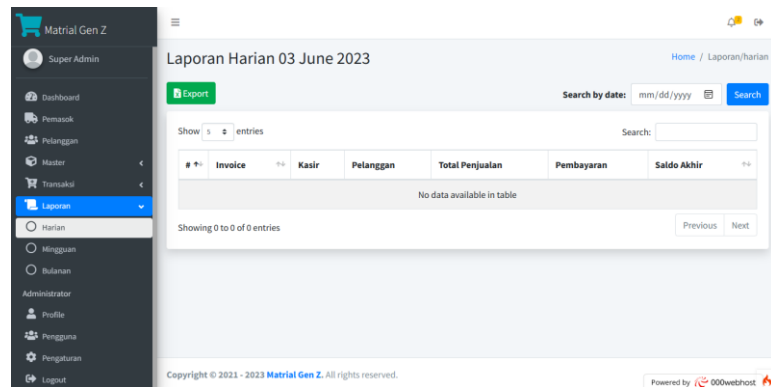 Matrial Gen Z
Super Admin
Dashboard
Pemasok
Pelanggan
Master
Transaksi
Laporan
Harian
Mingguan
Bulanan
Administrator
Profile
Pengguna
Pengaturan
Logout
Laporan Harian 03 June 2023
Home / Laporan/harian
Export
Search by date: mm/dd/yyyy Search
Show 5 entries Search:
# Invoice Kasir Pelanggan Total Penjualan Pembayaran Saldo Akhir
No data available in table
Showing 0 to 0 of 0 entries
Previous Next
Copyright © 2021 - 2023 Matrial Gen Z. All rights reserved.
Powered by 000webhost